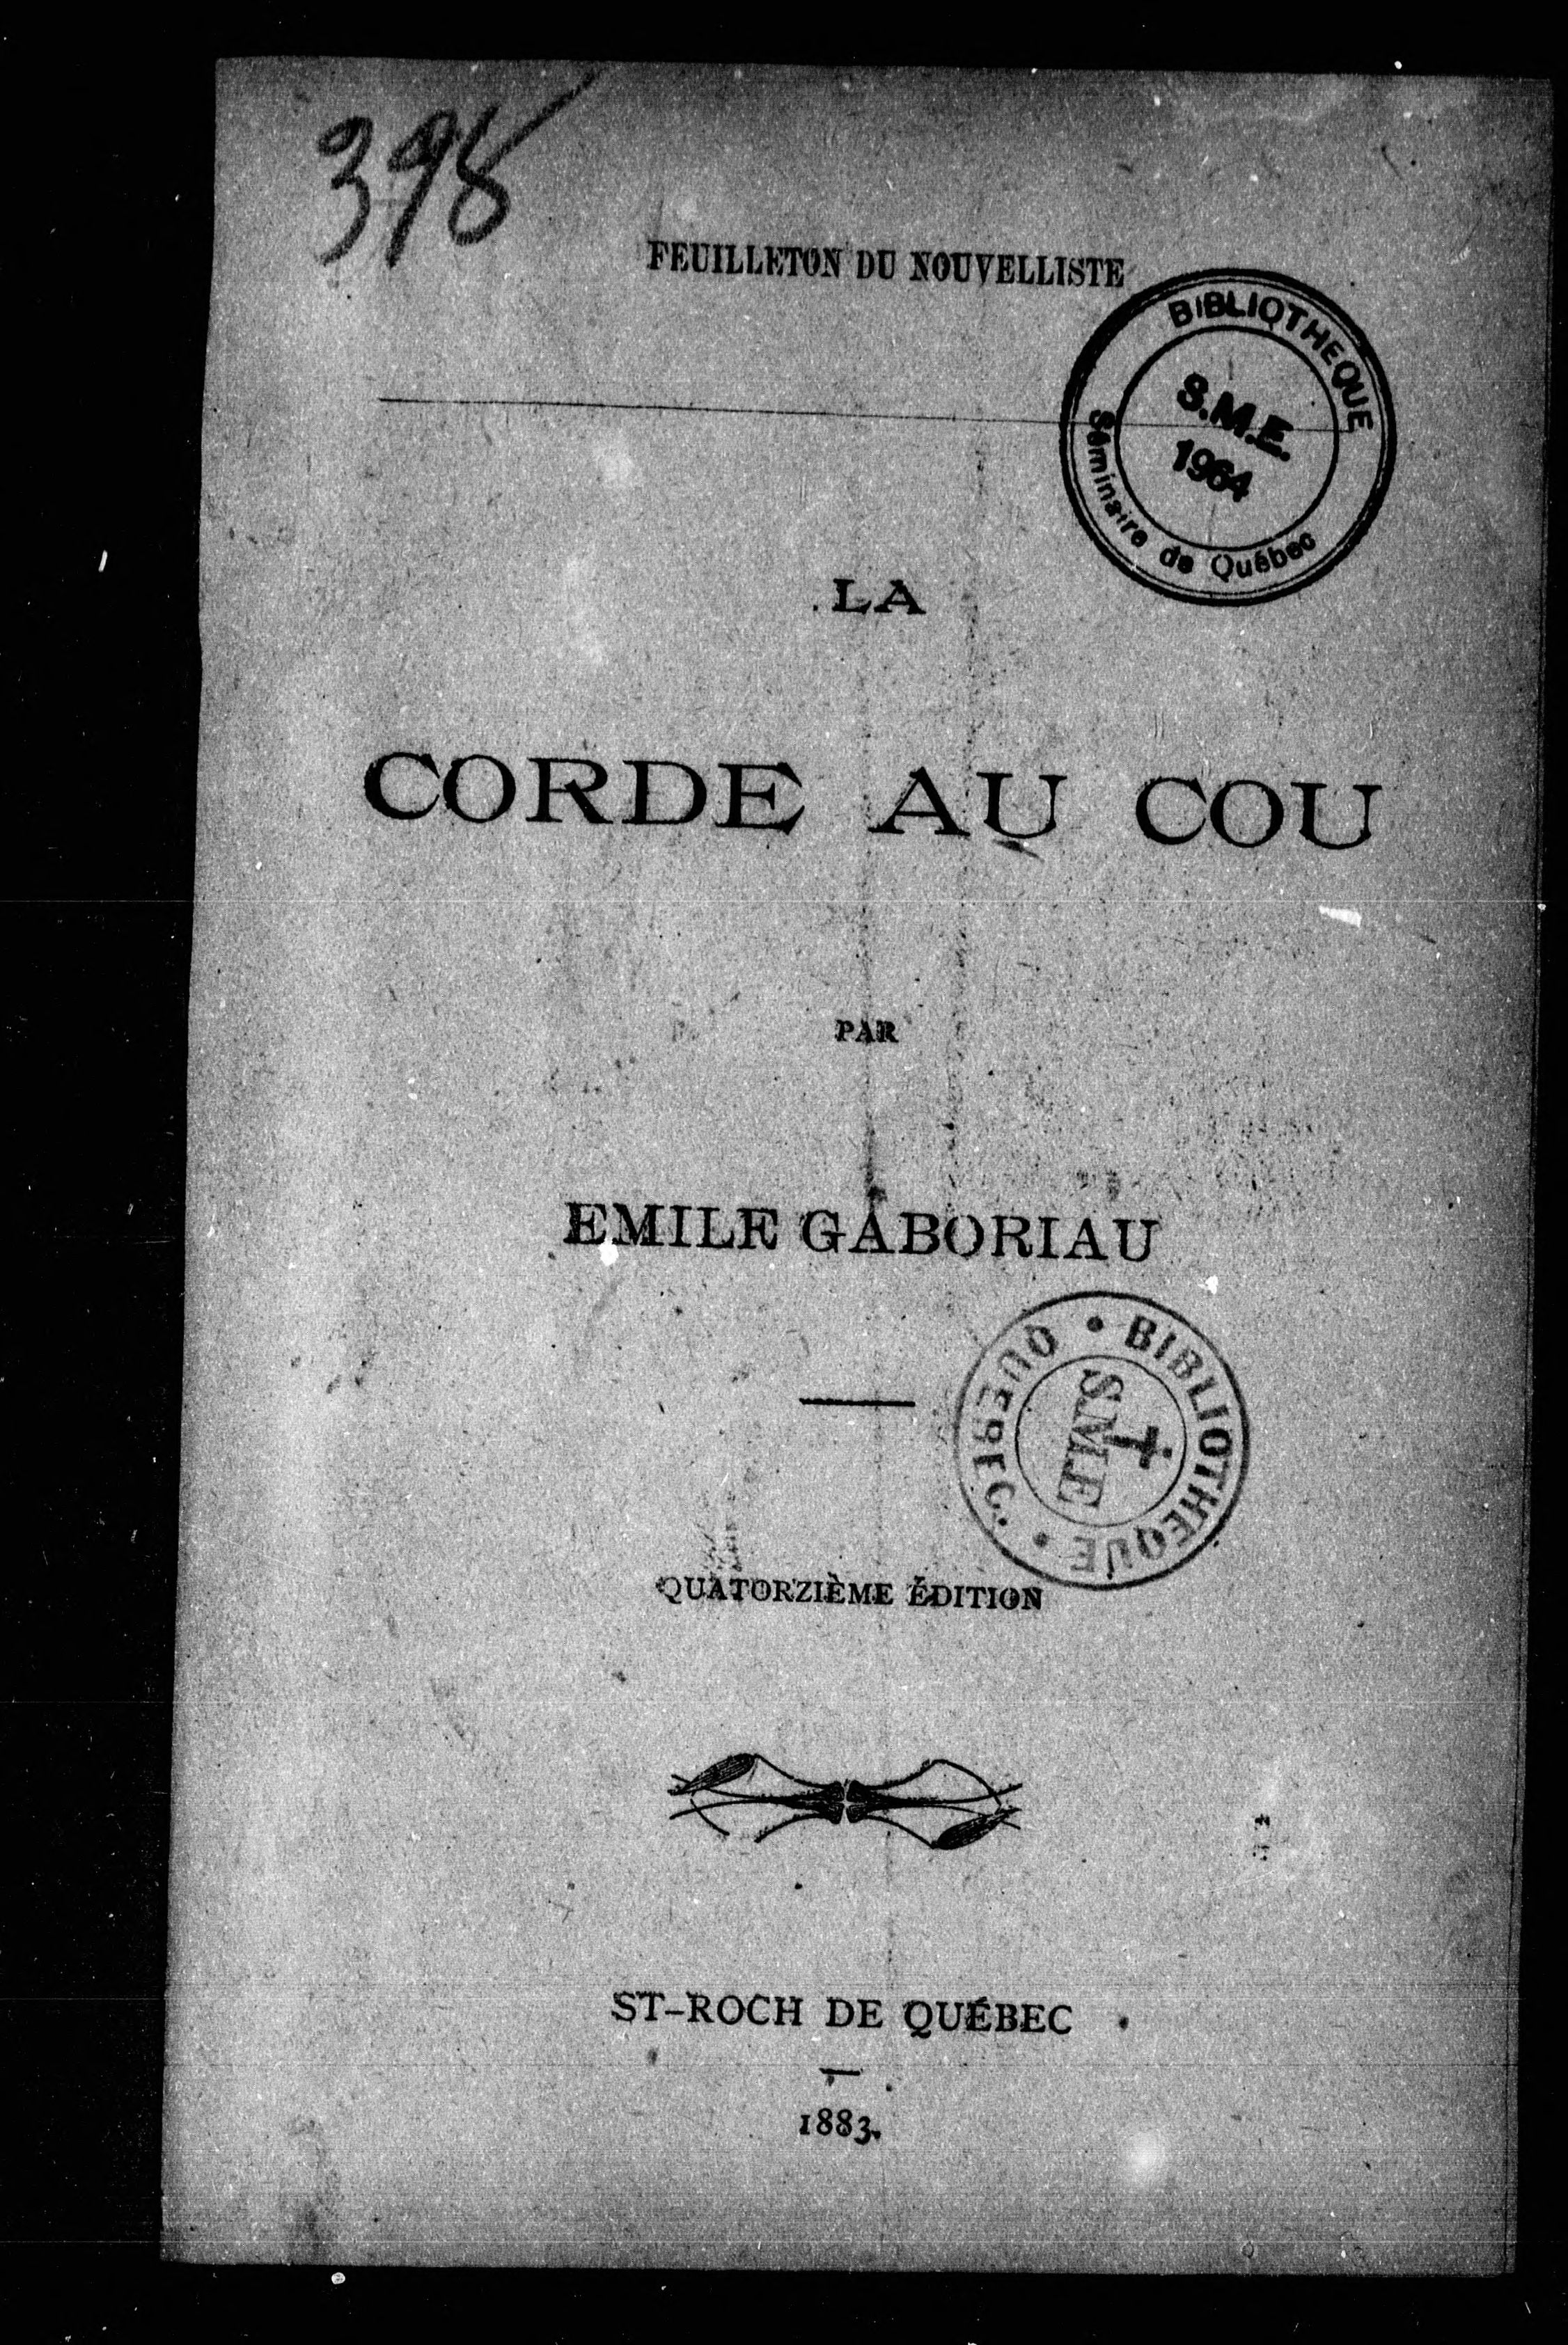 398
FEUILLETON DU NOUVELLISTE
BIBLIOTHEQUE
S.M.E.
1964
Séminaire de Québec
LA
CORDE AU COU
PAR
EMILE GABORIAU
BIBLIOTHEQUE
S.M.E
QUEBEC
QUATORZIÈME ÉDITION
ST-ROCH DE QUÉBEC
1883.